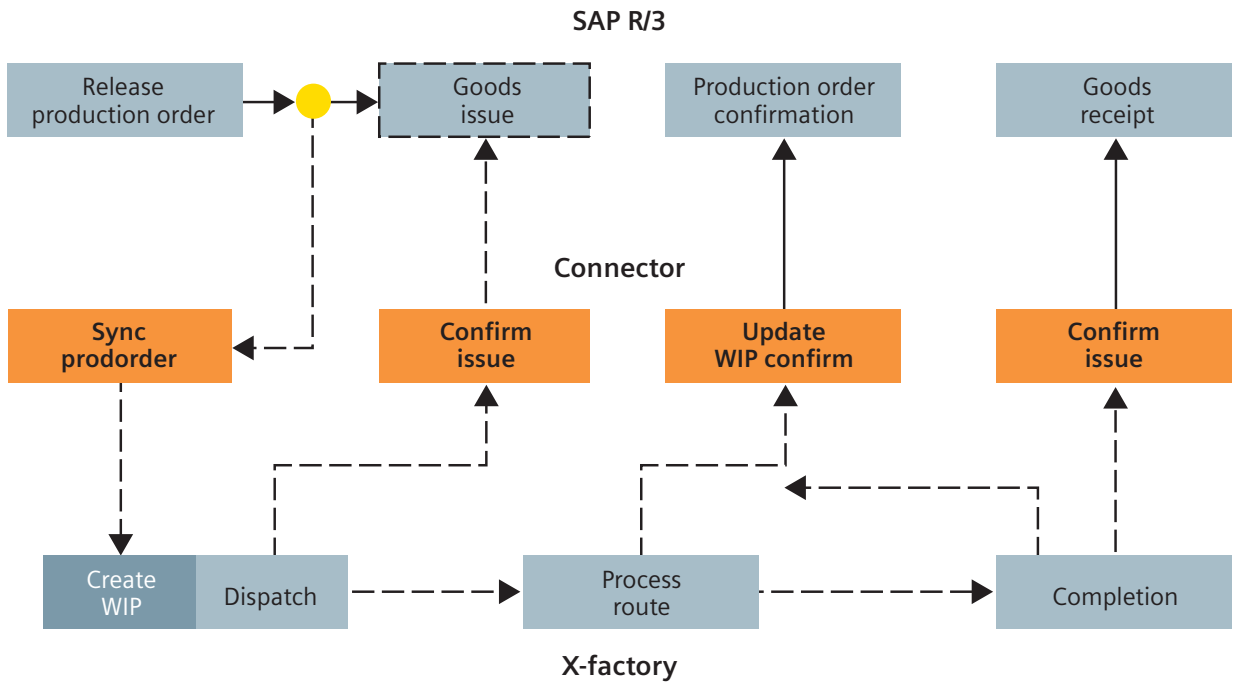 SAP R/3
Release
production order
Goods
issue
Production order
confirmation
Goods
receipt
Connector
Sync
prodorder
Confirm
issue
Update
WIP confirm
Confirm
issue
Create
WIP
Dispatch
Process
route
Completion
X-factory